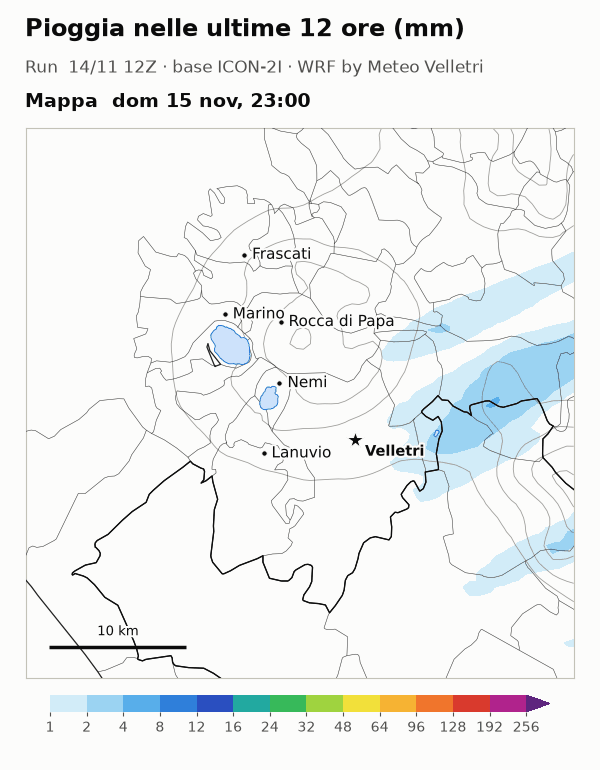 Pioggia nelle ultime 12 ore (mm)
Run 14/11 12Z · base ICON-2I · WRF by Meteo Velletri
Mappa dom 15 nov, 23:00
Frascati
Marino
Rocca di Papa
Nemi
Velletri
Lanuvio
10 km
1 2 4 8 12 16 24 32 48 64 96 128 192 256